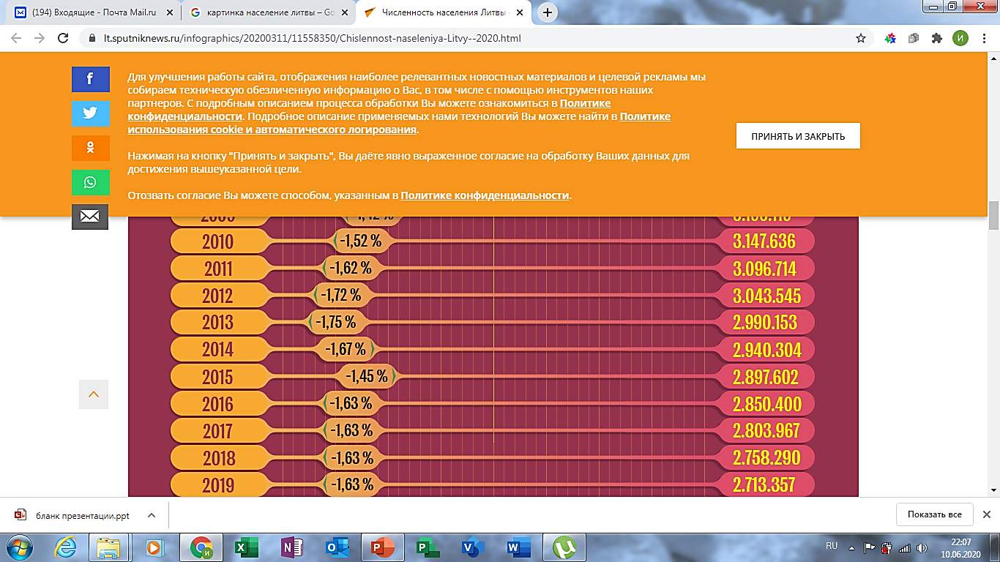 (194) Входящие - Почта Mail.ru
картинка население литвы – Go
Численность населения Литвы
lt.sputniknews.ru/infographics/20200311/11558350/Chislennost-naseleniya-Litvy--2020.html
И
Для улучшения работы сайта, отображения наиболее релевантных новостных материалов и целевой рекламы мы
собираем техническую обезличенную информацию о Вас, в том числе с помощью инструментов наших
партнеров. С подробным описанием процесса обработки Вы можете ознакомиться в Политике
конфиденциальности. Подробное описание применяемых нами технологий Вы можете найти в Политике
использования cookie и автоматического логирования.
Нажимая на кнопку "Принять и закрыть", Вы даёте явно выраженное согласие на обработку Ваших данных для
достижения вышеуказанной цели.
Отозвать согласие Вы можете способом, указанным в Политике конфиденциальности.
ПРИНЯТЬ И ЗАКРЫТЬ
2010 -1,52 % 3.147.636
2011 -1,62 % 3.096.714
2012 -1,72 % 3.043.545
2013 -1,75 % 2.990.153
2014 -1,67 % 2.940.304
2015 -1,45 % 2.897.602
2016 -1,63 % 2.850.400
2017 -1,63 % 2.803.967
2018 -1,63 % 2.758.290
2019 -1,63 % 2.713.357
бланк презентации.ppt
Показать все
RU
22:07
10.06.2020